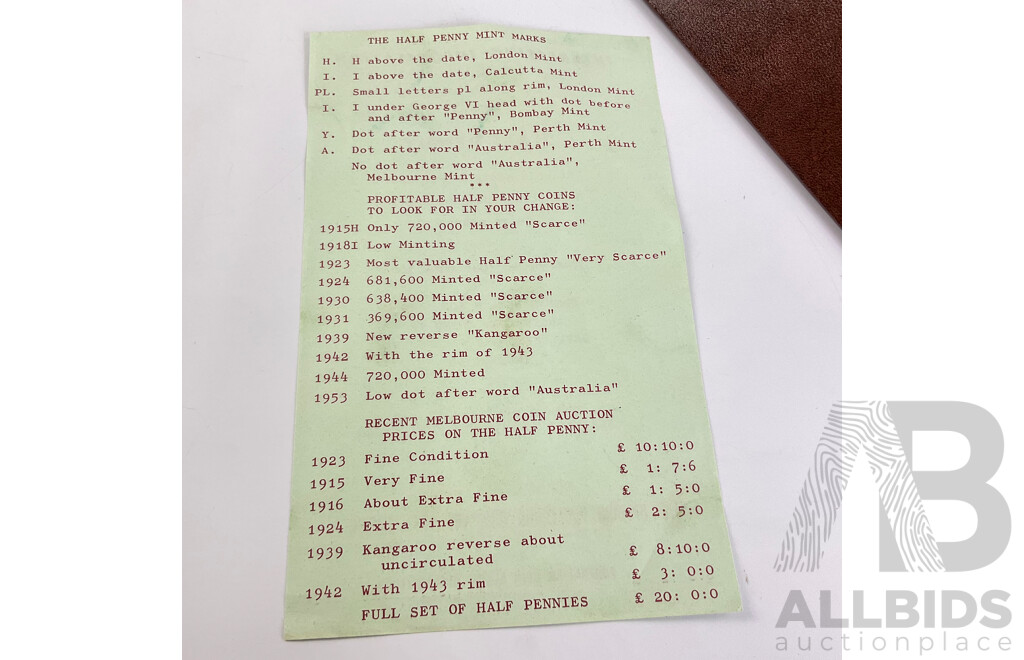 THE HALF PENNY MINT MARKS
H. H above the date, London Mint
I. I above the date, Calcutta Mint
PL. Small letters pl along rim, London Mint
I. I under George VI head with dot before
and after "Penny", Bombay Mint
Y. Dot after word "Penny", Perth Mint
A. Dot after word "Australia", Perth Mint
No dot after word "Australia",
Melbourne Mint
***
PROFITABLE HALF PENNY COINS
TO LOOK FOR IN YOUR CHANGE:
1915H Only 720,000 Minted "Scarce"
1918I Low Minting
1923 Most valuable Half Penny "Very Scarce"
1924 681,600 Minted "Scarce"
1930 638,400 Minted "Scarce"
1931 369,600 Minted "Scarce"
1939 New reverse "Kangaroo"
1942 With the rim of 1943
1944 720,000 Minted
1953 Low dot after word "Australia"
RECENT MELBOURNE COIN AUCTION
PRICES ON THE HALF PENNY:
1923 Fine Condition £ 10:10:0
1915 Very Fine £ 1: 7:6
1916 About Extra Fine £ 1: 5:0
1924 Extra Fine £ 2: 5:0
1939 Kangaroo reverse about
uncirculated £ 8:10:0
1942 With 1943 rim £ 3: 0:0
FULL SET OF HALF PENNIES £ 20: 0:0
AB
ALLBIDS
auctionplace